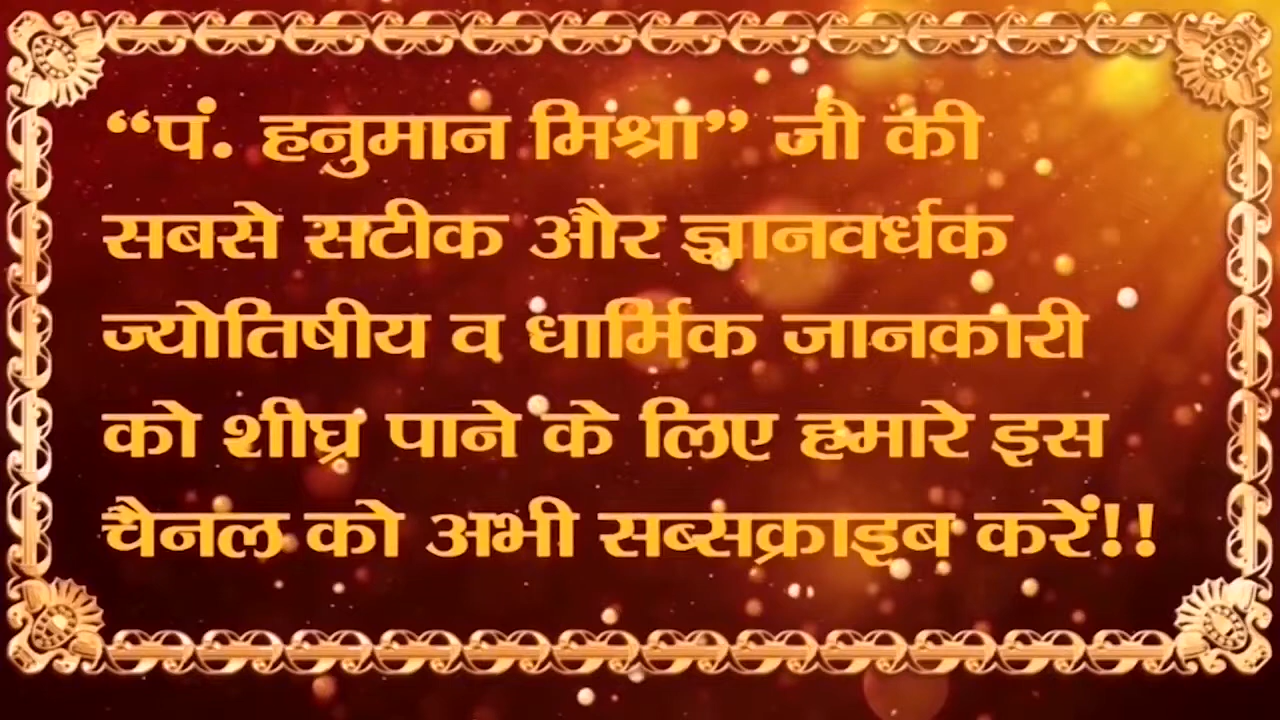 “पं. हनुमान मिश्रा” जी की
सबसे सटीक और ज्ञानवर्धक
ज्योतिषीय व धार्मिक जानकारी
को शीघ्र पाने के लिए हमारे इस
चैनल को अभी सब्सक्राइब करें!!